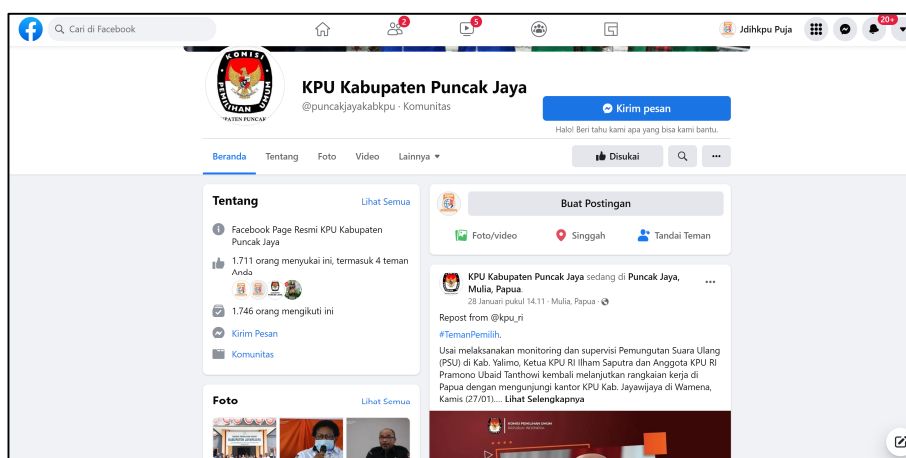 Cari di Facebook
2
5
Jdihkpu Puja
20+
KOMISI
PEMILIHAN UMUM
KPU Kabupaten Puncak Jaya
@puncakjayakabkpu · Komunitas
Kirim pesan
Halo! Beri tahu kami apa yang bisa kami bantu.
Beranda Tentang Foto Video Lainnya
Disukai
Tentang Lihat Semua
Facebook Page Resmi KPU Kabupaten
Puncak Jaya
1.711 orang menyukai ini, termasuk 4 teman
Anda
1.746 orang mengikuti ini
Kirim Pesan
Komunitas
Foto Lihat Semua
Buat Postingan
Foto/video Singgah Tandai Teman
KPU Kabupaten Puncak Jaya sedang di Puncak Jaya,
Mulia, Papua.
28 Januari pukul 14.11 · Mulia, Papua ·
Repost from @kpu_ri
#TemanPemilih.
Usai melaksanakan monitoring dan supervisi Pemungutan Suara Ulang
(PSU) di Kab. Yalimo, Ketua KPU RI Ilham Saputra dan Anggota KPU RI
Pramono Ubaid Tanthowi kembali melanjutkan rangkaian kerja di
Papua dengan mengunjungi kantor KPU Kab. Jayawijaya di Wamena,
Kamis (27/01).... Lihat Selengkapnya
KOMISI PEMILIHAN UMUM
REPUBLIK INDONESIA